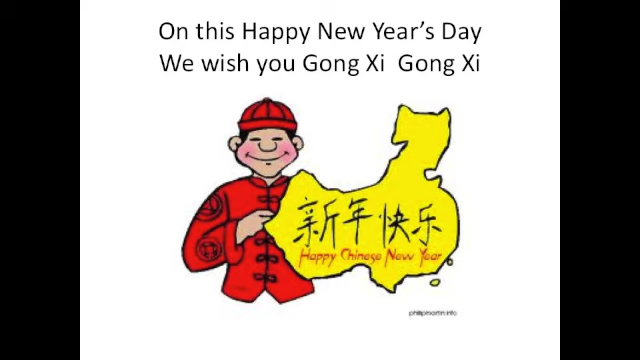 On this Happy New Year’s Day
We wish you Gong Xi  Gong Xi
新年快乐
Happy Chinese New Year
phillipmartin.info